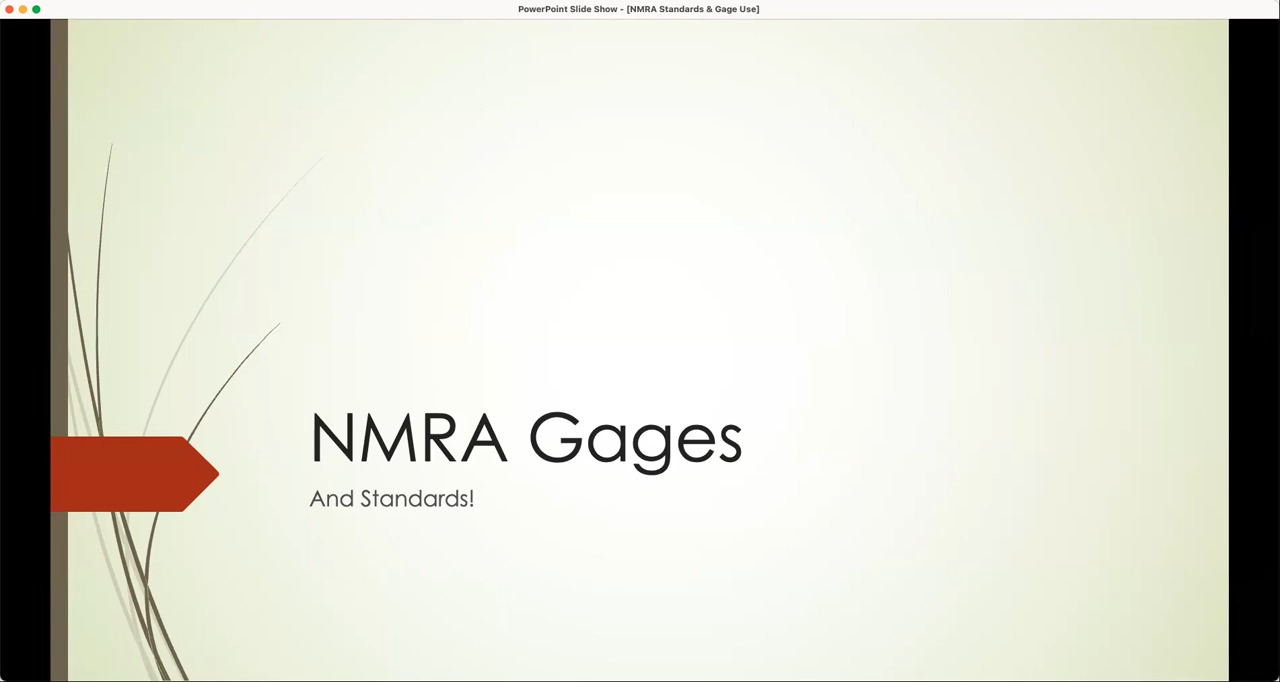 PowerPoint Slide Show - [NMRA Standards & Gage Use]
NMRA Gages
And Standards!